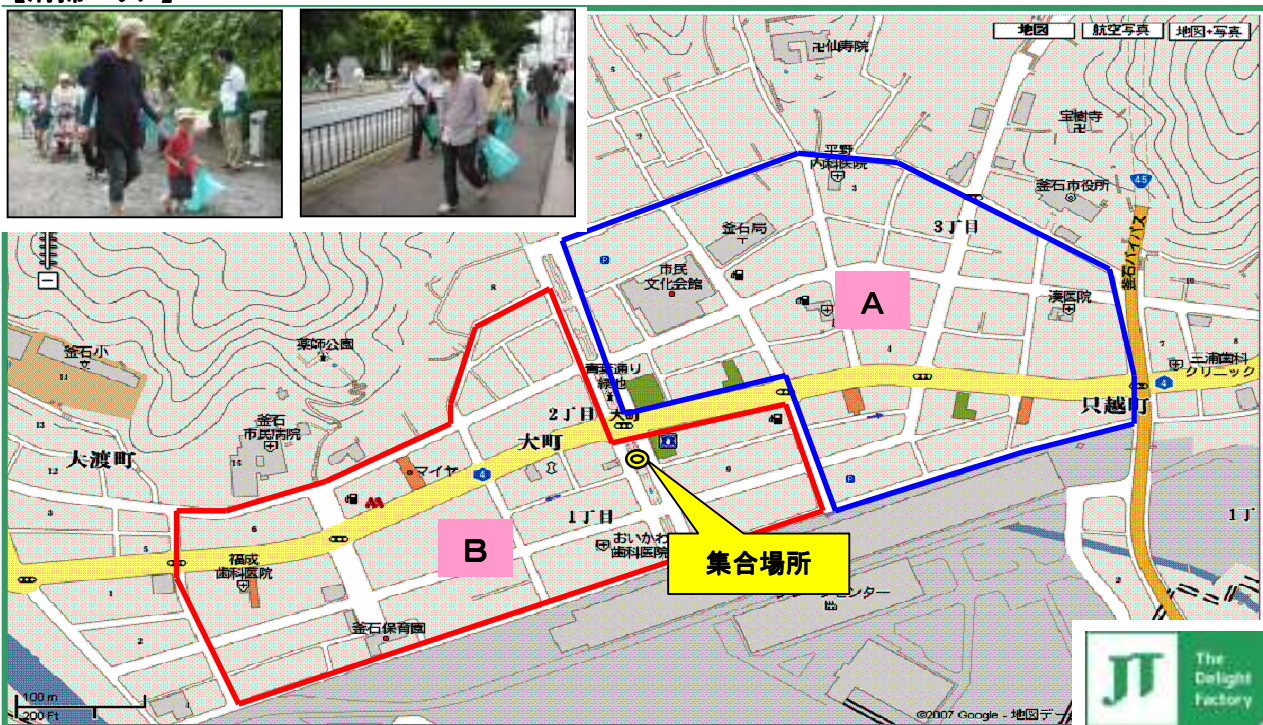 地図
航空写真
地図+写真
卍仙寿院
宝樹寺
卍
平野
内科医院
釜石市役所
45
釜石バイパス
釜石局
〒
3丁目
市民
文化会館
A
湊医院
三浦歯科
クリニック
4
只越町
釜石小
文
薬師公園
青葉通り
緑地
2丁目
大町
大町
釜石
市民病院
大渡町
マイヤ
4
1丁目
B
おいかわ
歯科医院
集合場所
福成
歯科医院
釜石保育園
センター
1丁
100 m
200 Ft
©2007 Google - 地図デー
JT
The
Delight
Factory